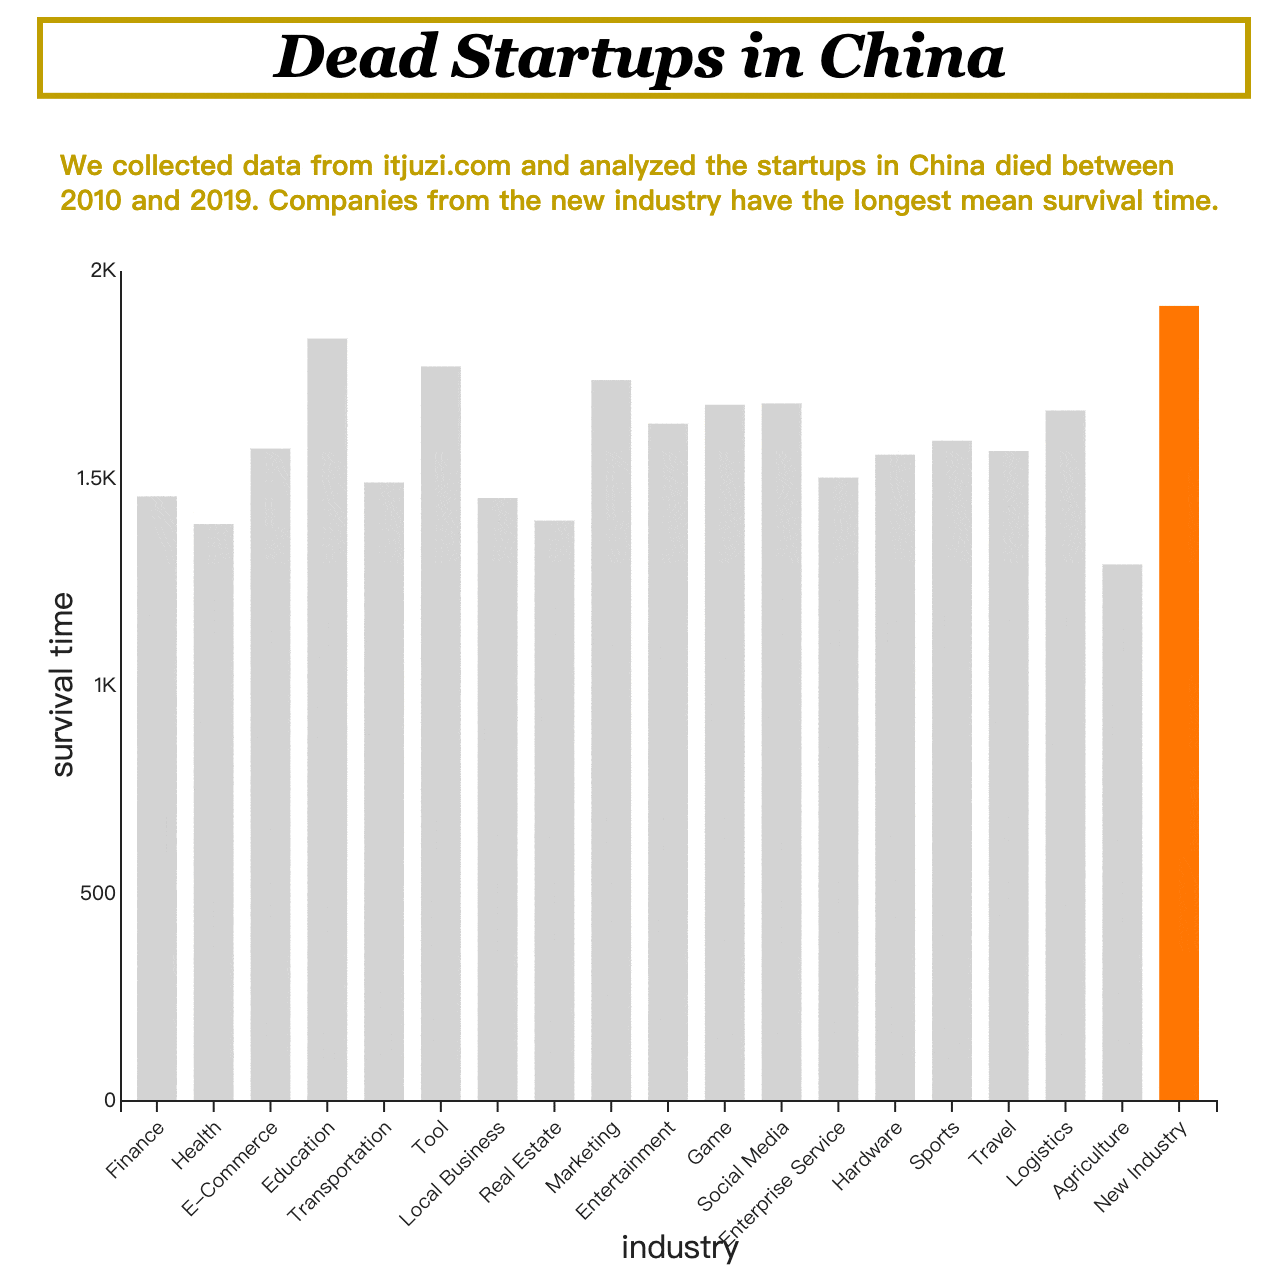 Dead Startups in China
We collected data from itjuzi.com and analyzed the startups in China died between
2010 and 2019. Companies from the new industry have the longest mean survival time.
2K
1.5K
1K
500
0
survival time
Finance
Health
E-Commerce
Education
Transportation
Tool
Local Business
Real Estate
Marketing
Entertainment
Game
Social Media
Enterprise Service
Hardware
Sports
Travel
Logistics
Agriculture
New Industry
industry